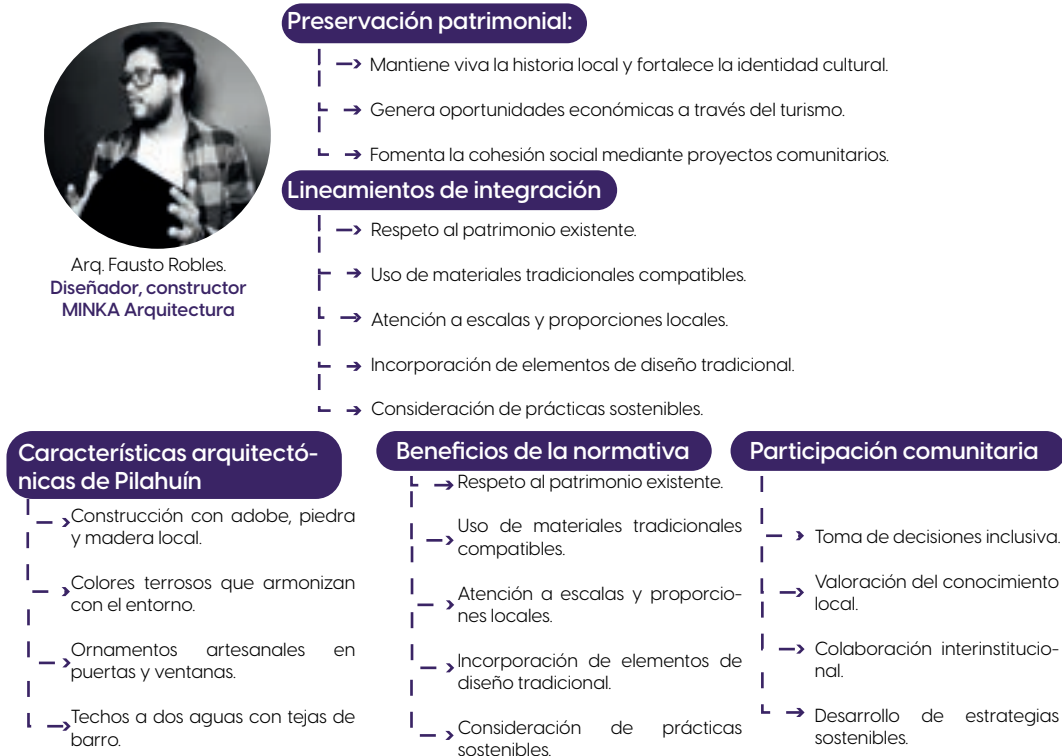 Preservación patrimonial:
Mantiene viva la historia local y fortalece la identidad cultural.
Genera oportunidades económicas a través del turismo.
Fomenta la cohesión social mediante proyectos comunitarios.
Lineamientos de integración
Respeto al patrimonio existente.
Uso de materiales tradicionales compatibles.
Atención a escalas y proporciones locales.
Incorporación de elementos de diseño tradicional.
Consideración de prácticas sostenibles.
Arq. Fausto Robles.
Diseñador, constructor
MINKA Arquitectura
Características arquitectó-
nicas de Pilahuín
Construcción con adobe, piedra
y madera local.
Colores terrosos que armonizan
con el entorno.
Ornamentos artesanales en
puertas y ventanas.
Techos a dos aguas con tejas de
barro.
Beneficios de la normativa
Respeto al patrimonio existente.
Uso de materiales tradicionales
compatibles.
Atención a escalas y proporcio-
nes locales.
Incorporación de elementos de
diseño tradicional.
Consideración de prácticas
sostenibles.
Participación comunitaria
Toma de decisiones inclusiva.
Valoración del conocimiento
local.
Colaboración interinstitucio-
nal.
Desarrollo de estrategias
sostenibles.